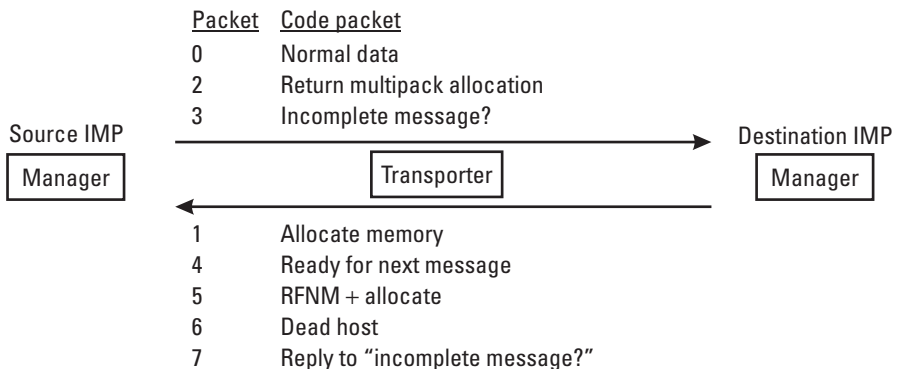 Packet Code packet
0 Normal data
2 Return multipack allocation
3 Incomplete message?
Source IMP
Destination IMP
Manager
Transporter
Manager
1 Allocate memory
4 Ready for next message
5 RFNM + allocate
6 Dead host
7 Reply to “incomplete message?”